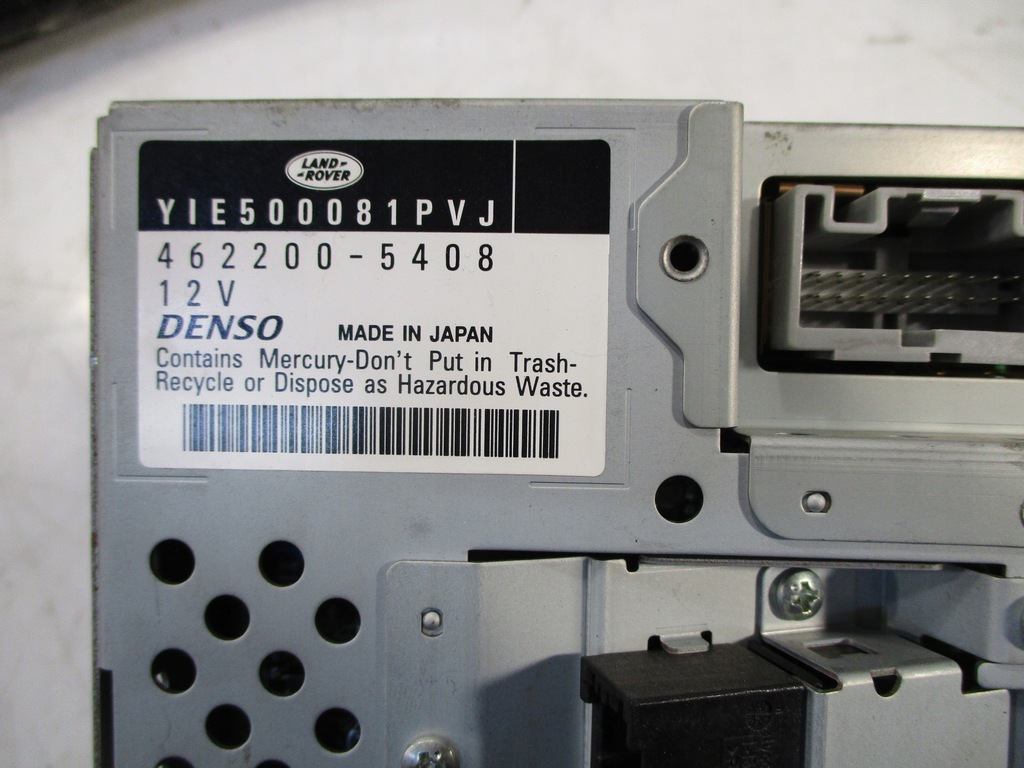 LAND-
-ROVER
YIE500081PVJ
462200-5408
12V
DENSO MADE IN JAPAN
Contains Mercury-Don't Put in Trash-
Recycle or Dispose as Hazardous Waste.